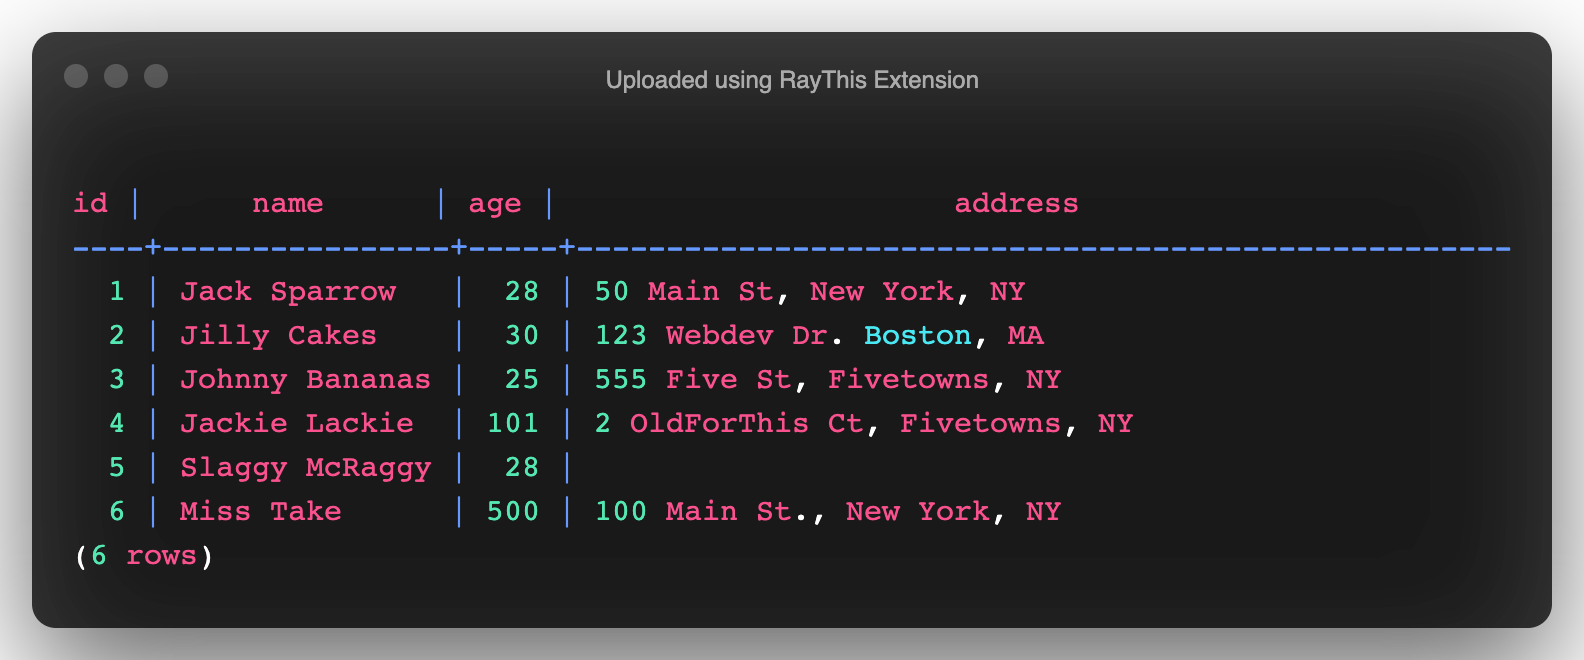 Uploaded using RayThis Extension
id |      name      | age |                      address
----+----------------+-----+----------------------------------------------------
  1 | Jack Sparrow   |  28 | 50 Main St, New York, NY
  2 | Jilly Cakes    |  30 | 123 Webdev Dr. Boston, MA
  3 | Johnny Bananas |  25 | 555 Five St, Fivetowns, NY
  4 | Jackie Lackie  | 101 | 2 OldForThis Ct, Fivetowns, NY
  5 | Slaggy McRaggy |  28 |
  6 | Miss Take      | 500 | 100 Main St., New York, NY
(6 rows)